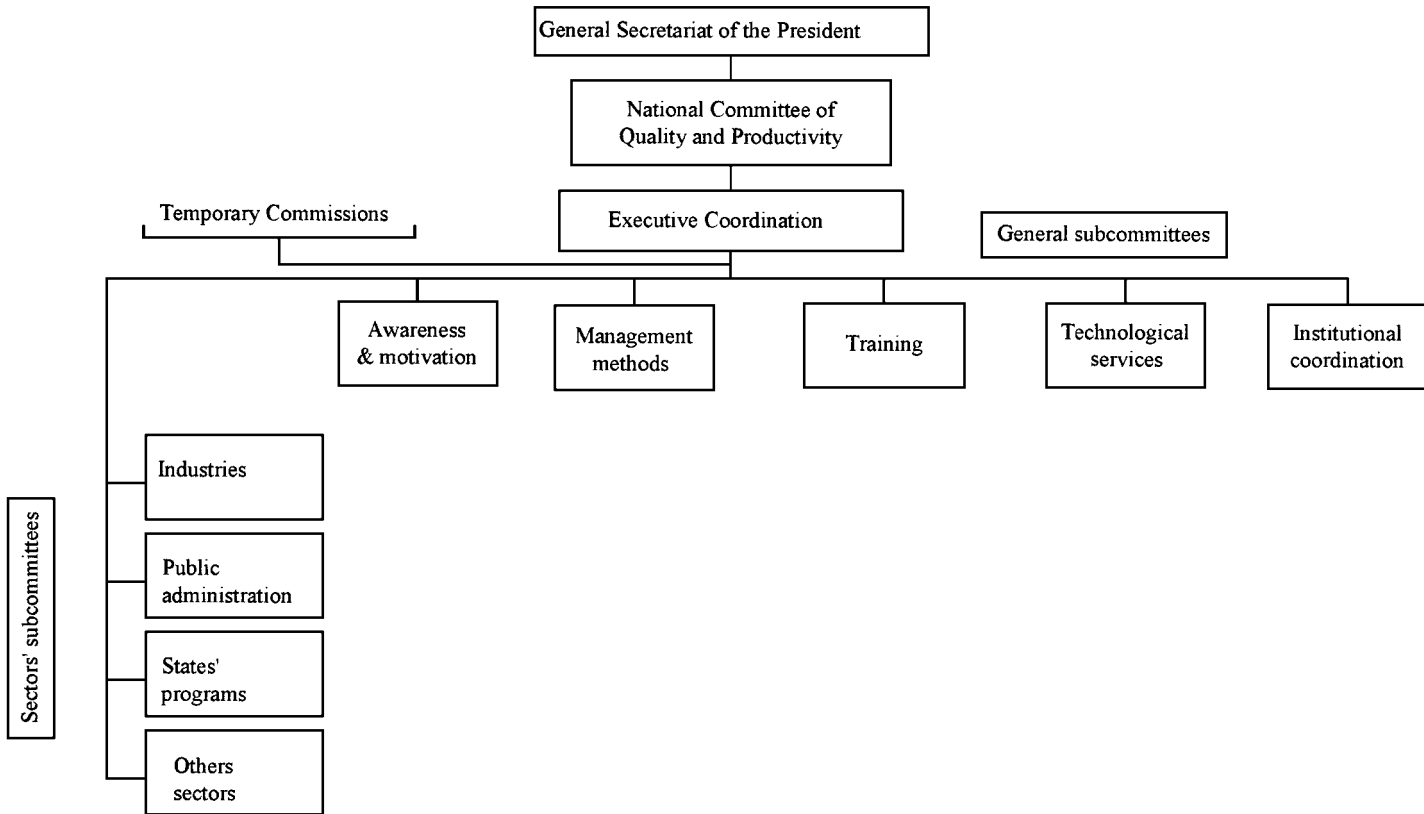 General Secretariat of the President
National Committee of
Quality and Productivity
Temporary Commissions
Executive Coordination
General subcommittees
Awareness
& motivation
Management
methods
Training
Technological
services
Institutional
coordination
Sectors' subcommittees
Industries
Public
administration
States'
programs
Others
sectors